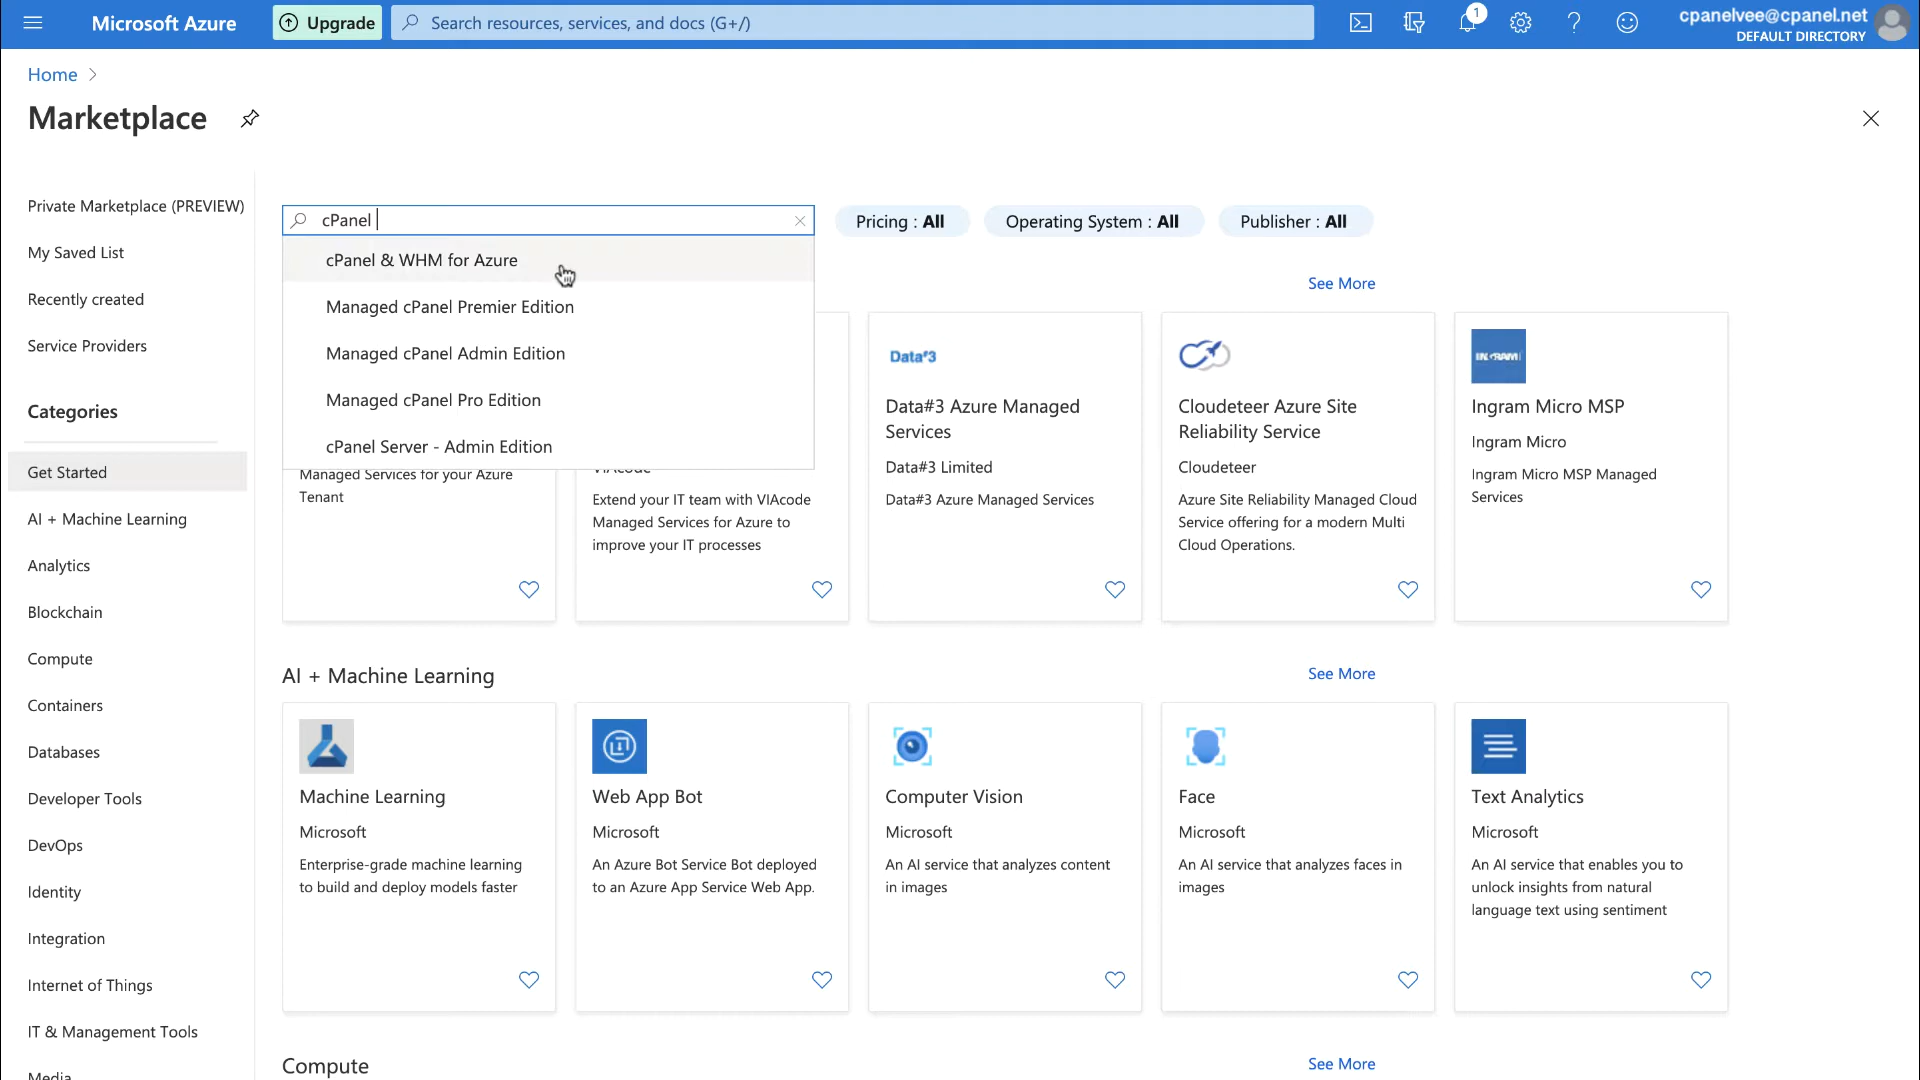 Microsoft Azure
Upgrade
Search resources, services, and docs (G+/)
1
cpanelvee@cpanel.net
DEFAULT DIRECTORY
Home
Marketplace
Private Marketplace (PREVIEW)
My Saved List
Recently created
Service Providers
Categories
Get Started
AI + Machine Learning
Analytics
Blockchain
Compute
Containers
Databases
Developer Tools
DevOps
Identity
Integration
Internet of Things
IT & Management Tools
Media
cPanel
Pricing : All
Operating System : All
Publisher : All
cPanel & WHM for Azure
Managed cPanel Premier Edition
Managed cPanel Admin Edition
Managed cPanel Pro Edition
cPanel Server - Admin Edition
See More
Managed Services for your Azure
Tenant
VIAcode
Extend your IT team with VIAcode
Managed Services for Azure to
improve your IT processes
Data#3
Data#3 Azure Managed
Services
Data#3 Limited
Data#3 Azure Managed Services
Cloudeteer Azure Site
Reliability Service
Cloudeteer
Azure Site Reliability Managed Cloud
Service offering for a modern Multi
Cloud Operations.
INGRAM
Ingram Micro MSP
Ingram Micro
Ingram Micro MSP Managed
Services
AI + Machine Learning
See More
Machine Learning
Microsoft
Enterprise-grade machine learning
to build and deploy models faster
Web App Bot
Microsoft
An Azure Bot Service Bot deployed
to an Azure App Service Web App.
Computer Vision
Microsoft
An AI service that analyzes content
in images
Face
Microsoft
An AI service that analyzes faces in
images
Text Analytics
Microsoft
An AI service that enables you to
unlock insights from natural
language text using sentiment
Compute
See More